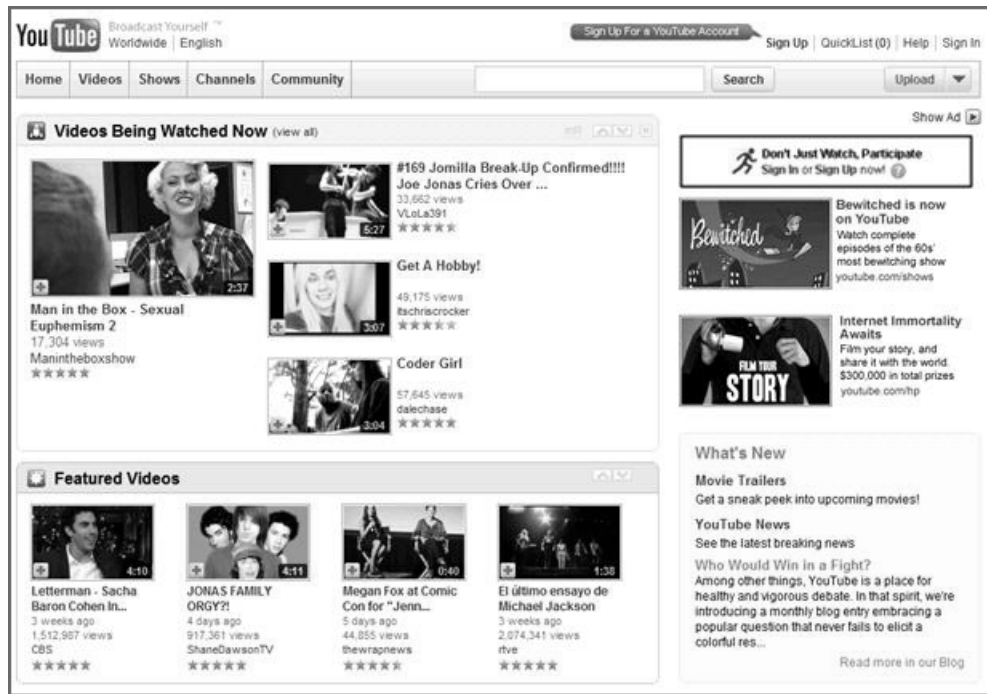 YouTube Broadcast Yourself ™
Worldwide | English
Sign Up For a YouTube Account
Sign Up | QuickList (0) | Help | Sign In
Home Videos Shows Channels Community
Search
Upload
Show Ad
Videos Being Watched Now (view all)
2:37
Man in the Box - Sexual
Euphemism 2
17,304 views
Manintheboxshow
5:27
#169 Jomilla Break-Up Confirmed!!!!
Joe Jonas Cries Over ...
33,662 views
VLoLa391
3:07
Get A Hobby!
49,175 views
itschriscrocker
3:04
Coder Girl
57,645 views
dalechase
Don't Just Watch, Participate
Sign In or Sign Up now! ?
Bewitched
Bewitched is now
on YouTube
Watch complete
episodes of the 60s'
most bewitching show
youtube.com/shows
FILM YOUR
STORY
Internet Immortality
Awaits
Film your story, and
share it with the world.
$300,000 in total prizes
youtube.com/hp
Featured Videos
4:10
Letterman - Sacha
Baron Cohen In...
3 weeks ago
1,512,987 views
CBS
4:11
JONAS FAMILY
ORGY?!
4 days ago
917,361 views
ShaneDawsonTV
0:40
Megan Fox at Comic
Con for "Jenn...
5 days ago
44,855 views
thewrapnews
1:38
El último ensayo de
Michael Jackson
3 weeks ago
2,074,341 views
rtve
What's New
Movie Trailers
Get a sneak peek into upcoming movies!
YouTube News
See the latest breaking news
Who Would Win in a Fight?
Among other things, YouTube is a place for
healthy and vigorous debate. In that spirit, we're
introducing a monthly blog entry embracing a
popular question that never fails to elicit a
colorful res...
Read more in our Blog